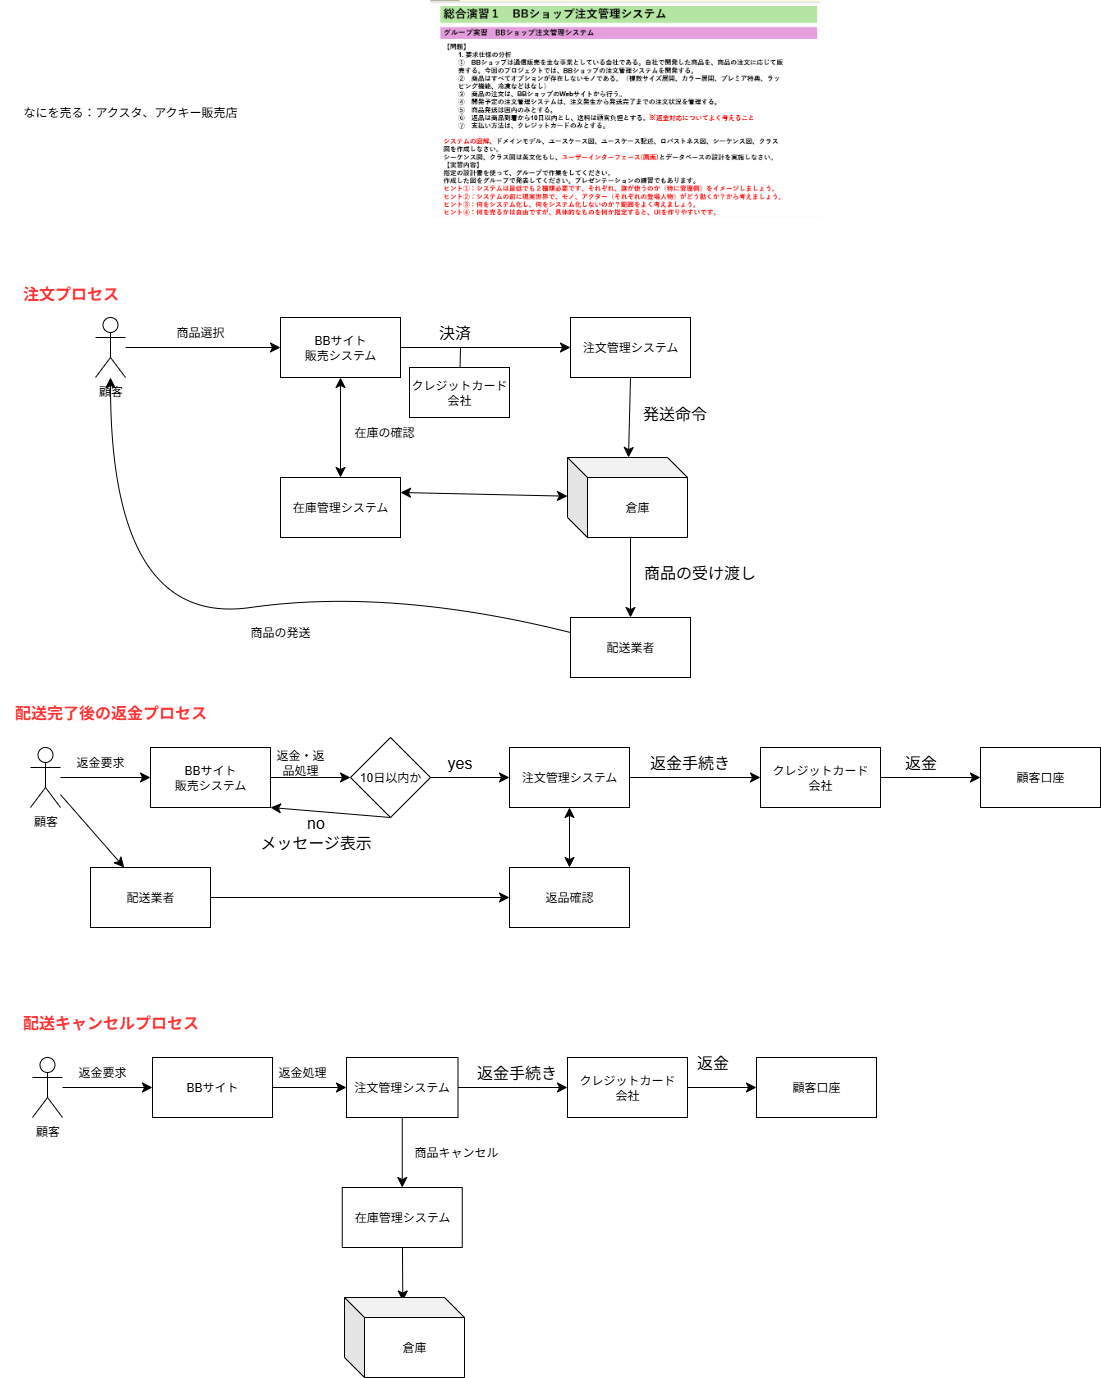 総合演習１　BBショップ注文管理システム
グループ実習　BBショップ注文管理システム
【問題】
1. 要求仕様の分析
①　BBショップは通信販売を主な事業としている会社である。自社で開発した商品を、商品の注文に応じて販
売する。今回のプロジェクトでは、BBショップの注文管理システムを開発する。
②　商品はすべてオプションが存在しないモノである。（複数サイズ展開、カラー展開、プレミア特典、ラッ
ピング機能、冷凍などはなし）
③　商品の注文は、BBショップのWebサイトから行う。
④　開発予定の注文管理システムは、注文発生から発送完了までの注文状況を管理する。
⑤　商品発送は国内のみとする。
⑥　返品は商品到着から10日以内とし、送料は顧客負担とする。※返金対応についてよく考えること
⑦　支払い方法は、クレジットカードのみとする。
なにを売る：アクスタ、アクキー販売店
システムの図解、ドメインモデル、ユースケース図、ユースケース記述、ロバストネス図、シーケンス図、クラス
図を作成しなさい。
シーケンス図、クラス図は英文化もし、ユーザーインターフェース(画面)とデータベースの設計を実施しなさい。
【実習内容】
指定の設計書を使って、グループで作業をしてください。
作成した図をグループで発表してください。プレゼンテーションの練習でもあります。
ヒント①：システムは最低でも２種類必要です。それぞれ、誰が使うのか（特に管理側）をイメージしましょう。
ヒント②：システムの前に現実世界で、モノ、アクター（それぞれの登場人物）がどう動くか？から考えましょう。
ヒント③：何をシステム化し、何をシステム化しないのか？範囲をよく考えましょう。
ヒント④：何を売るかは自由ですが、具体的なものを何か指定すると、UIを作りやすいです。
注文プロセス
商品選択
BBサイト
販売システム
決済
注文管理システム
顧客
クレジットカード
会社
発送命令
在庫の確認
在庫管理システム
倉庫
商品の受け渡し
商品の発送
配送業者
配送完了後の返金プロセス
返金要求
BBサイト
販売システム
返金・返
品処理
10日以内か
yes
注文管理システム
返金手続き
クレジットカード
会社
返金
顧客口座
顧客
no
メッセージ表示
配送業者
返品確認
配送キャンセルプロセス
返金要求
BBサイト
返金処理
注文管理システム
返金手続き
クレジットカード
会社
返金
顧客口座
顧客
商品キャンセル
在庫管理システム
倉庫